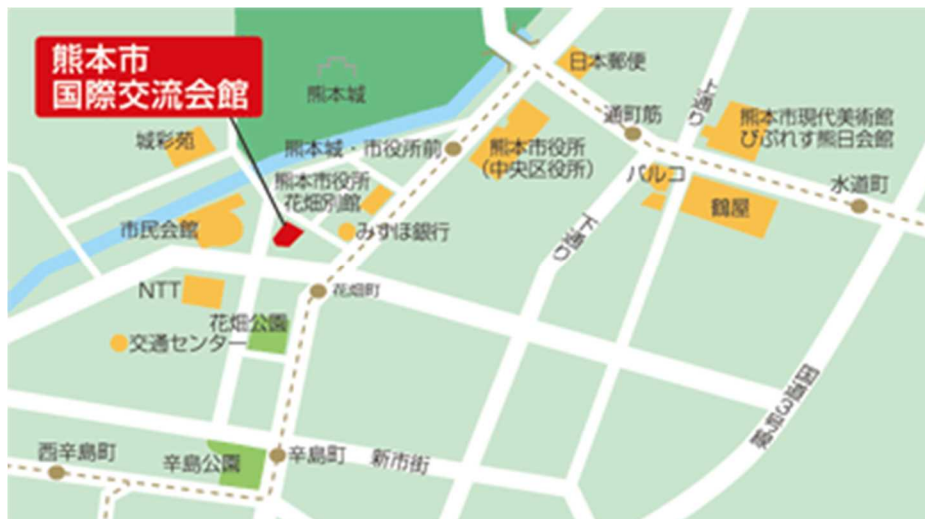 熊本市
国際交流会館
熊本城
日本郵便
上通り
通町筋
熊本市現代美術館
びぷれす熊日会館
城彩苑
熊本城・市役所前
熊本市役所
(中央区役所)
パルコ
水道町
熊本市役所
花畑別館
鶴屋
市民会館
みずほ銀行
下通り
NTT
花畑町
花畑公園
交通センター
国道3号線
西辛島町
辛島公園
辛島町
新市街